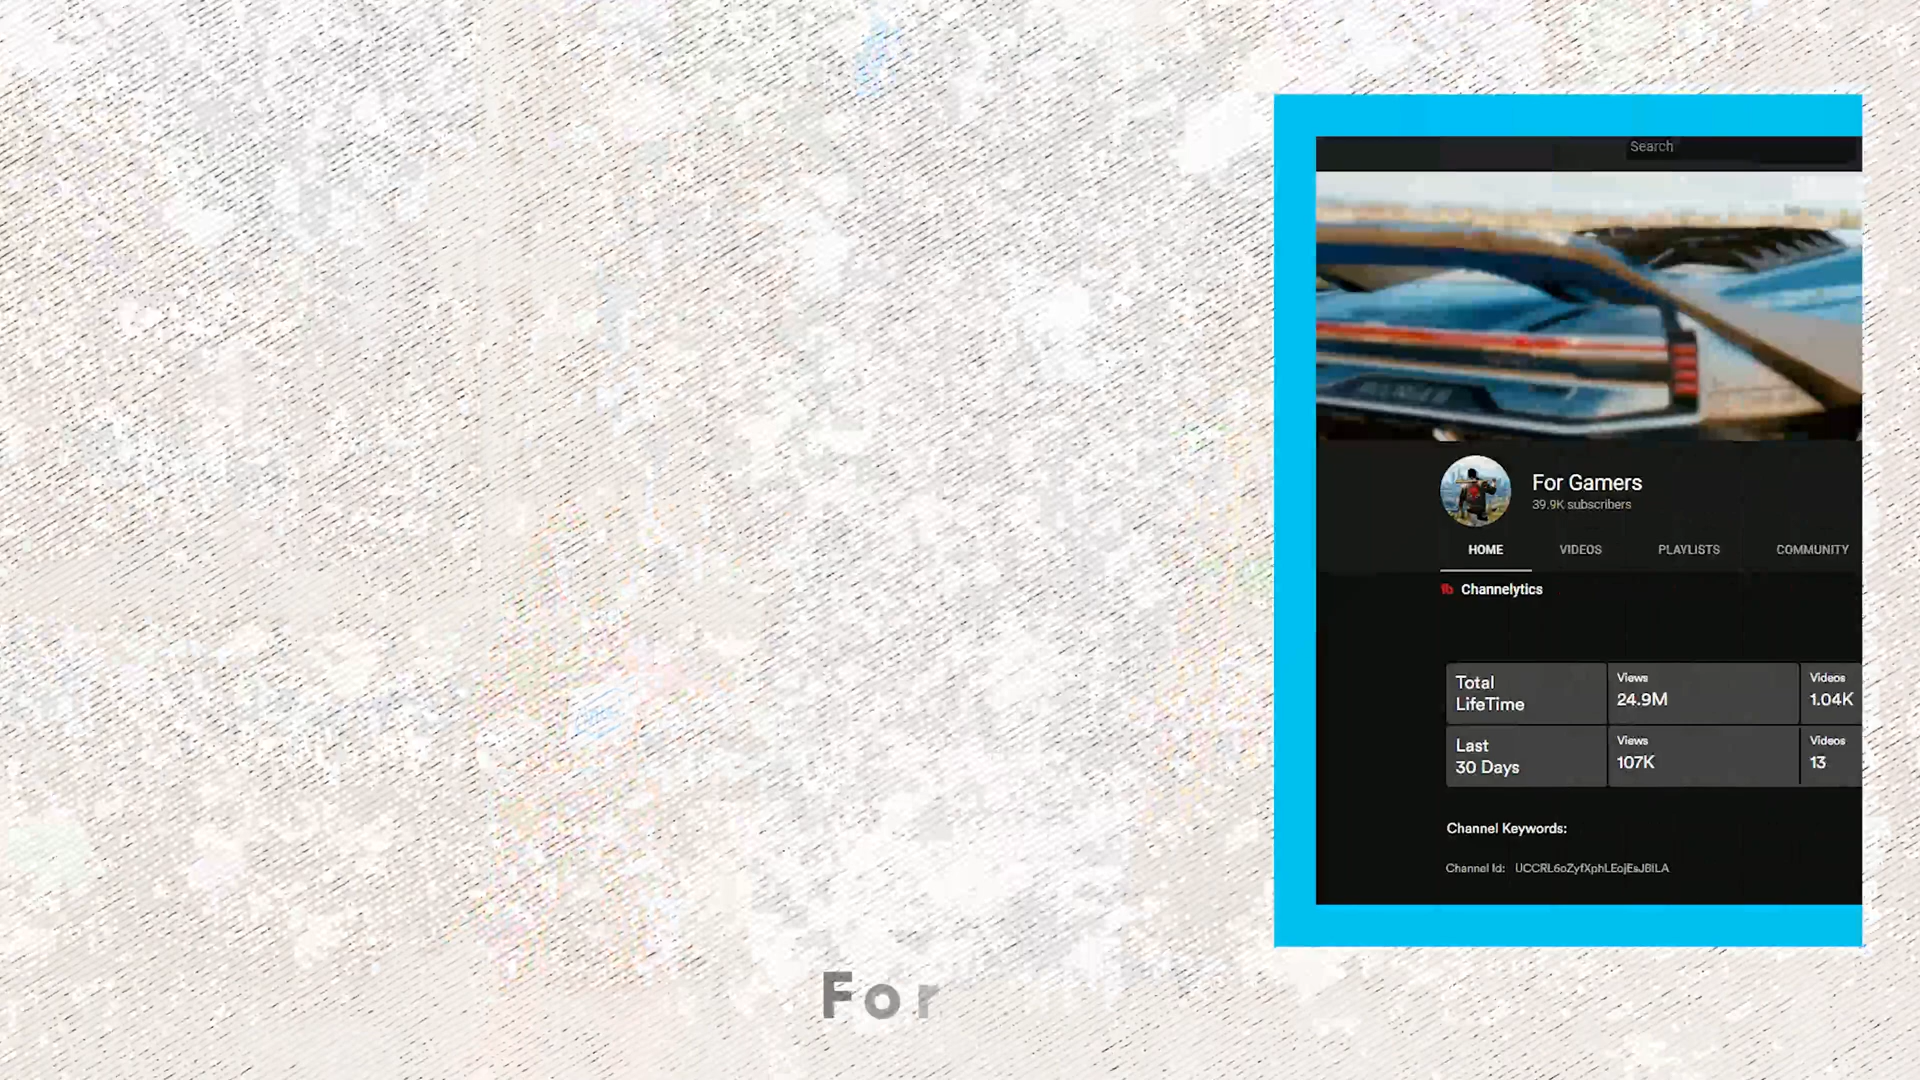 Search
For Gamers
39.9K subscribers
HOME VIDEOS PLAYLISTS COMMUNITY
Channelytics
Total LifeTime
Views
24.9M
Videos
1.04K
Last 30 Days
Views
107K
Videos
13
Channel Keywords:
Channel Id: UCCRL6oZyfXphLEojEsJBILA
For